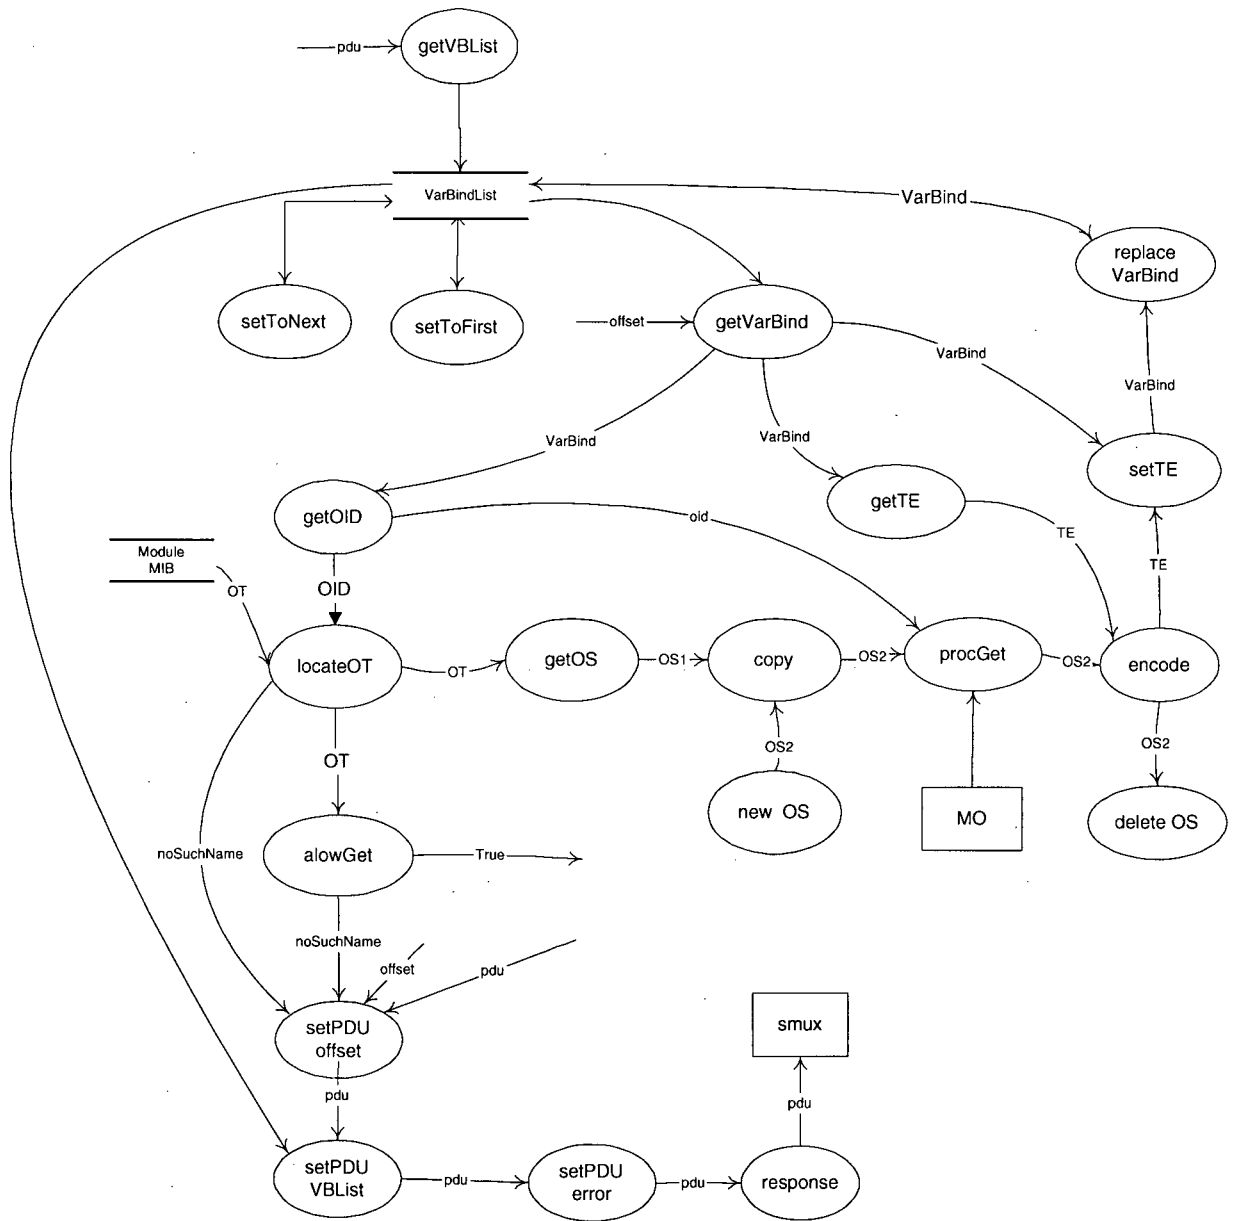 pdu
getVBList
VarBindList
VarBind
replace
VarBind
setToNext
setToFirst
offset
getVarBind
VarBind
VarBind
VarBind
VarBind
setTE
getTE
getOID
oid
TE
TE
Module
MIB
OT
OID
locateOT
OT
getOS
OS1
copy
OS2
procGet
OS2
encode
OT
OS2
OS2
new OS
MO
delete OS
noSuchName
alowGet
True
noSuchName
offset
pdu
setPDU
offset
smux
pdu
pdu
setPDU
VBList
pdu
setPDU
error
pdu
response